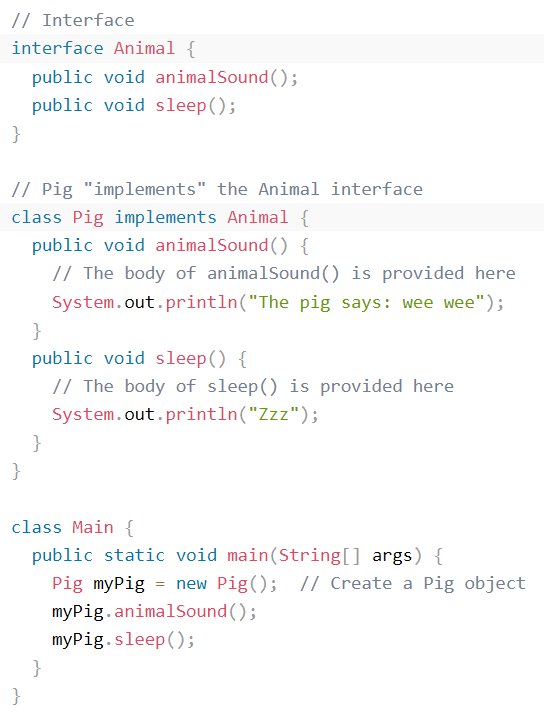 // Interface
interface Animal {
  public void animalSound();
  public void sleep();
}

// Pig "implements" the Animal interface
class Pig implements Animal {
  public void animalSound() {
    // The body of animalSound() is provided here
    System.out.println("The pig says: wee wee");
  }
  public void sleep() {
    // The body of sleep() is provided here
    System.out.println("Zzz");
  }
}

class Main {
  public static void main(String[] args) {
    Pig myPig = new Pig();  // Create a Pig object
    myPig.animalSound();
    myPig.sleep();
  }
}